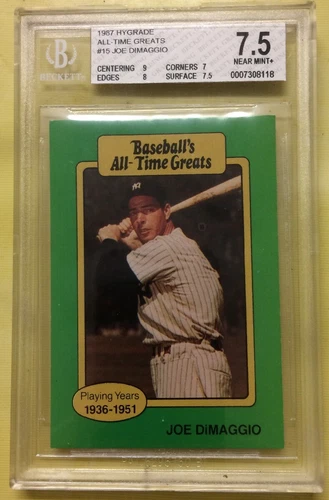 1987 HYGRADE
ALL-TIME GREATS
#15 JOE DIMAGGIO
B
BECKETT
CENTERING 9 CORNERS 7
EDGES 8 SURFACE 7.5
7.5
NEAR MINT+
0007308118
Baseball's
All-Time Greats
NY
Playing Years
1936-1951
JOE DiMAGGIO